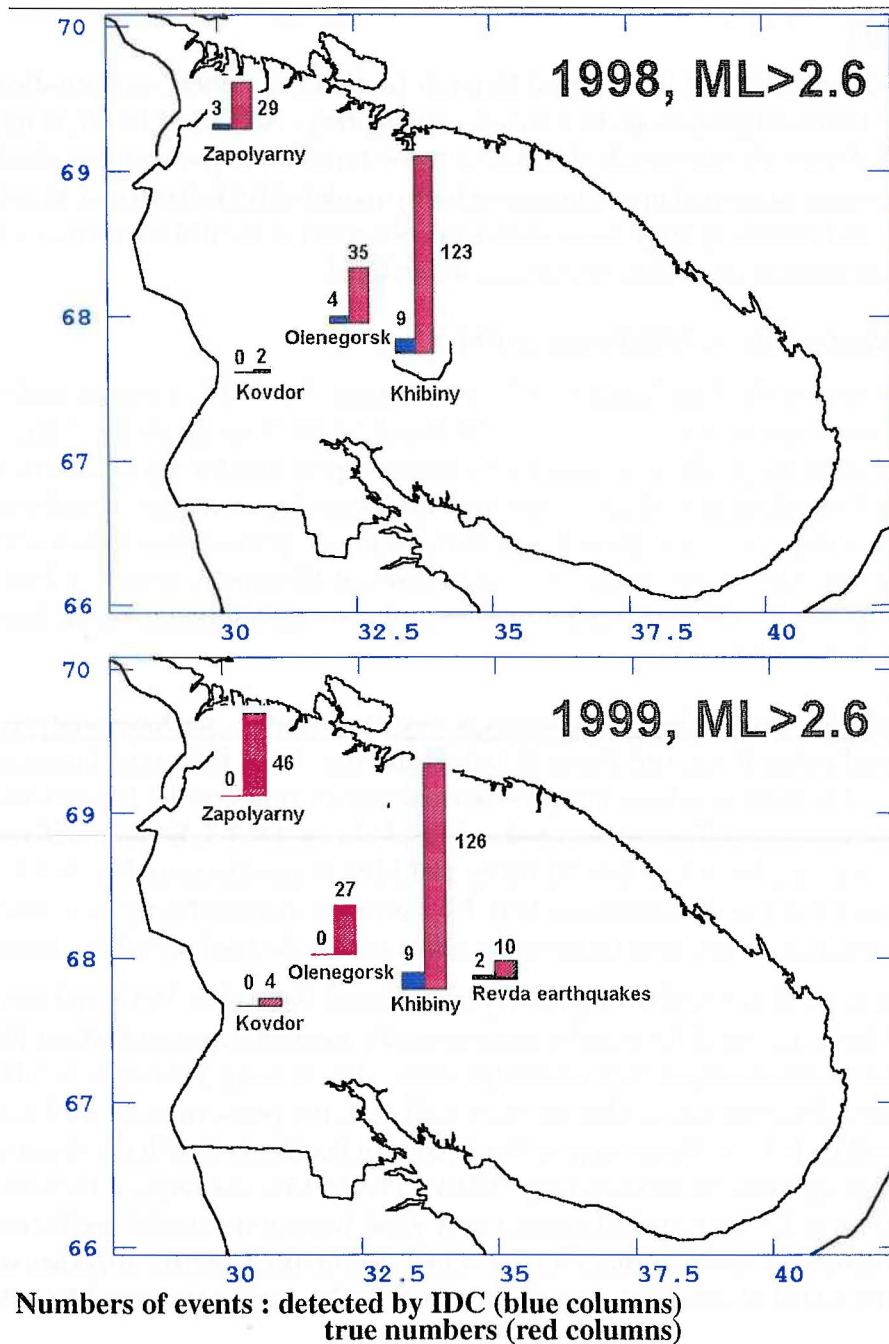 70
1998, ML>2.6
3 29
Zapolyarny
69
35
123
4
68
9
Olenegorsk
0 2
Kovdor
Khibiny
67
66
30 32.5 35 37.5 40
70
1999, ML>2.6
0 46
Zapolyarny
69
126
27
0
68
9
2 10
Olenegorsk
0 4
Khibiny
Revda earthquakes
Kovdor
67
66
30 32.5 35 37.5 40
Numbers of events : detected by IDC (blue columns)
true numbers (red columns)